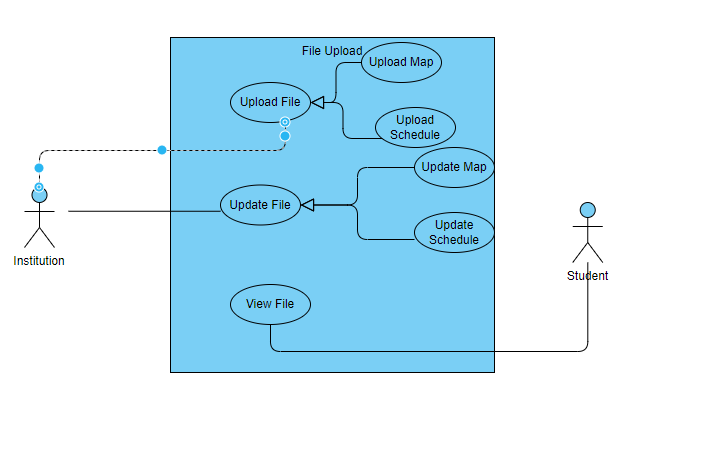 File Upload
Upload Map
Upload File
Upload
Schedule
Update Map
Update File
Update
Schedule
Institution
Student
View File